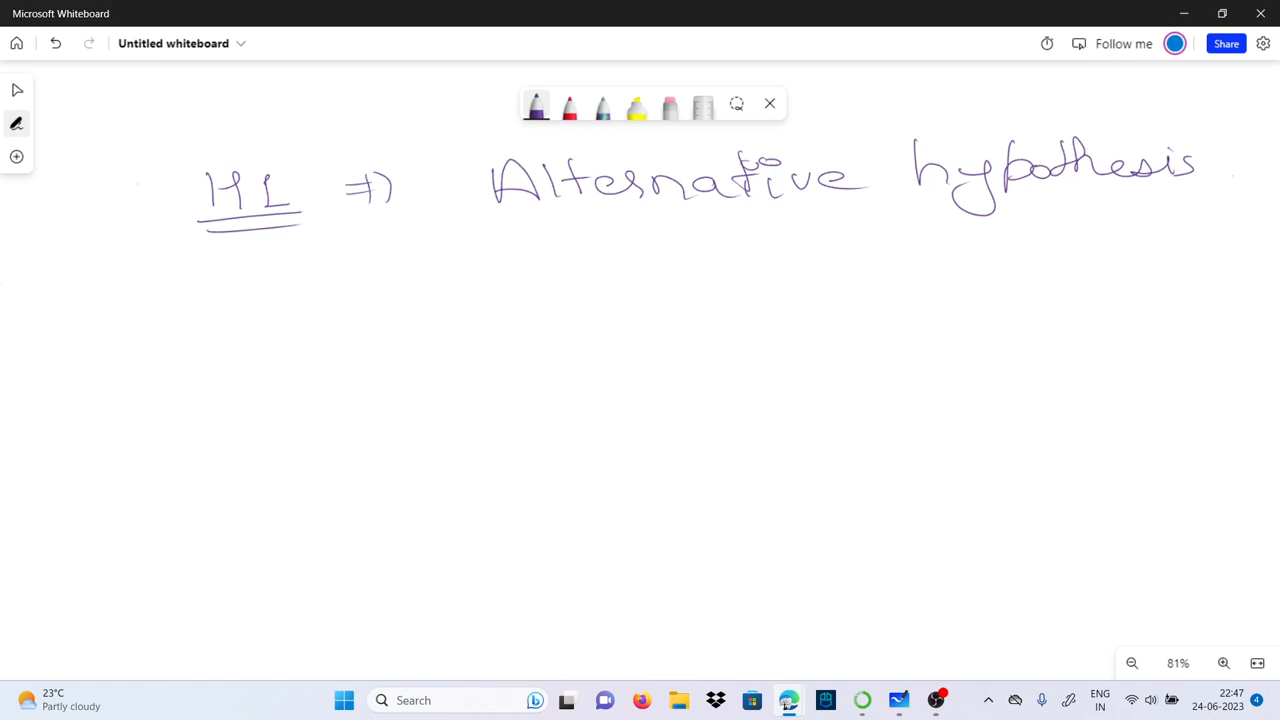 Microsoft Whiteboard
Untitled whiteboard
Follow me
Share
H1 ⇒ Alternative hypothesis
81%
23°C
Partly cloudy
Search
ENG
IN
22:47
24-06-2023
4